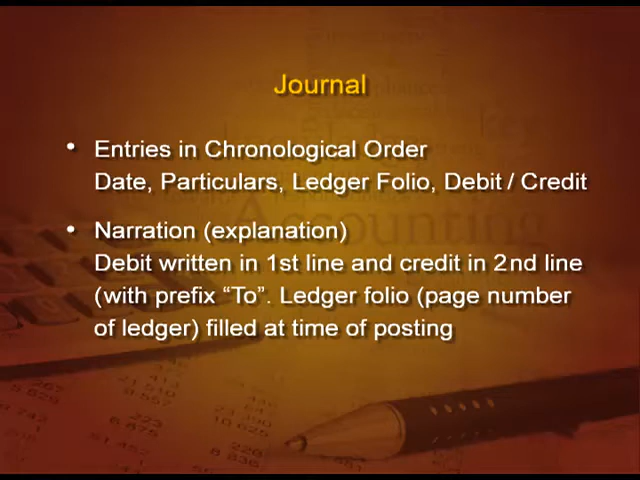 Journal
• Entries in Chronological Order
Date, Particulars, Ledger Folio, Debit / Credit
• Narration (explanation)
Debit written in 1st line and credit in 2nd line
(with prefix “To”. Ledger folio (page number
of ledger) filled at time of posting
Accounting